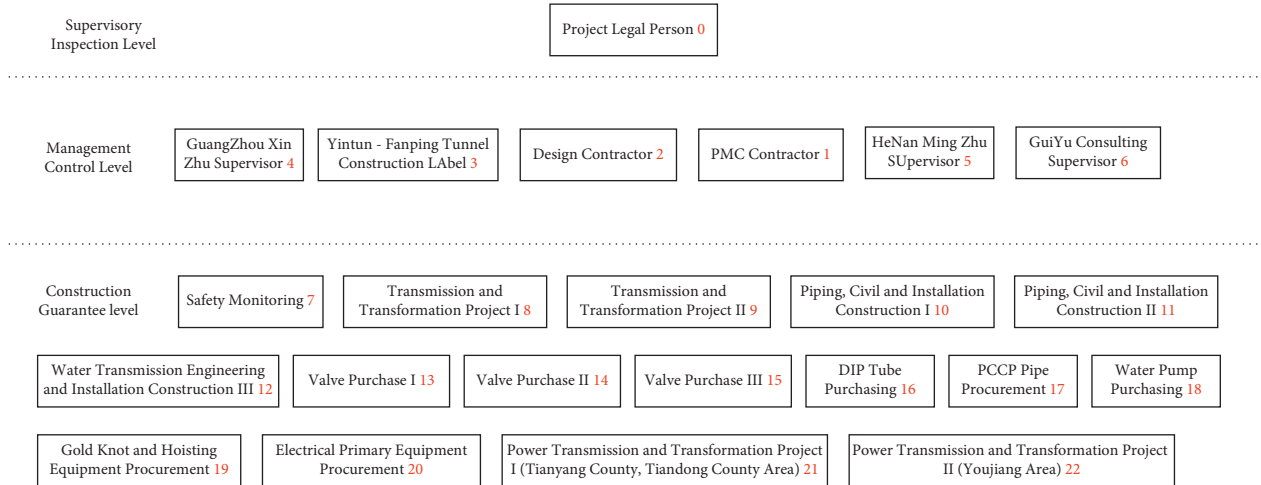 Supervisory
Inspection Level
Project Legal Person 0
Management
Control Level
GuangZhou Xin
Zhu Supervisor 4
Yintun - Fanping Tunnel
Construction LAbel 3
Design Contractor 2
PMC Contractor 1
HeNan Ming Zhu
SUpervisor 5
GuiYu Consulting
Supervisor 6
Construction
Guarantee level
Safety Monitoring 7
Transmission and
Transformation Project I 8
Transmission and
Transformation Project II 9
Piping, Civil and Installation
Construction I 10
Piping, Civil and Installation
Construction II 11
Water Transmission Engineering
and Installation Construction III 12
Valve Purchase I 13
Valve Purchase II 14
Valve Purchase III 15
DIP Tube
Purchasing 16
PCCP Pipe
Procurement 17
Water Pump
Purchasing 18
Gold Knot and Hoisting
Equipment Procurement 19
Electrical Primary Equipment
Procurement 20
Power Transmission and Transformation Project
I (Tianyang County, Tiandong County Area) 21
Power Transmission and Transformation Project
II (Youjiang Area) 22